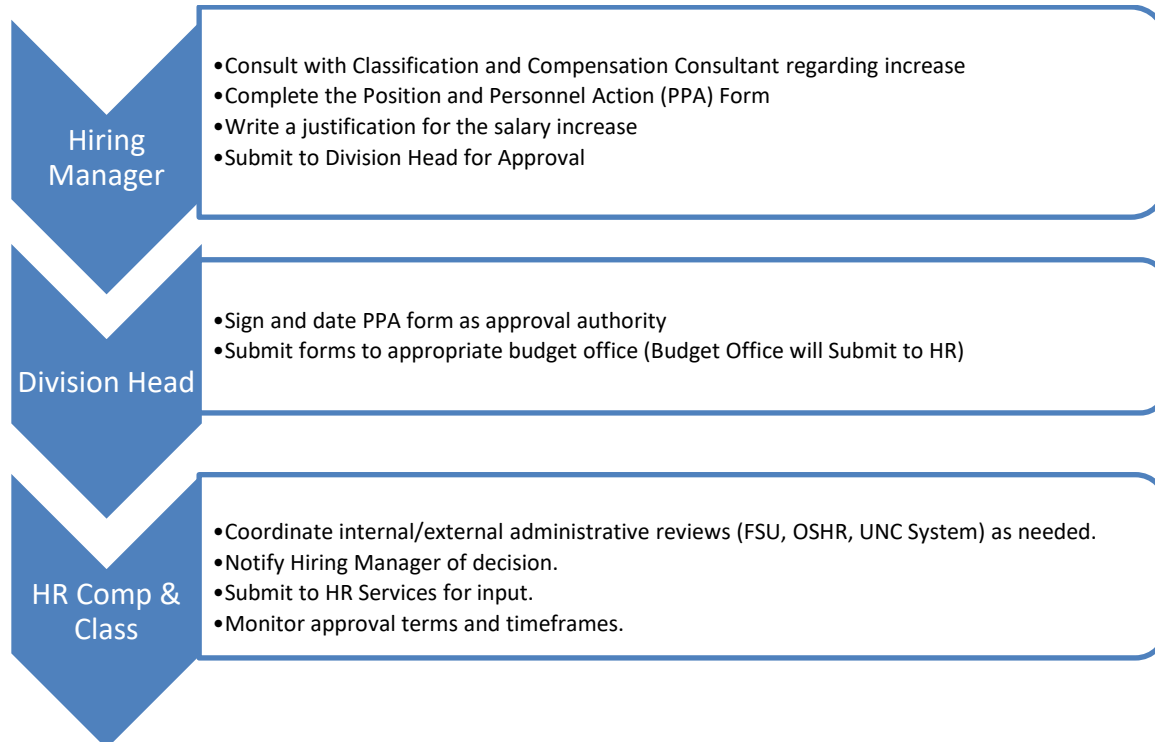 Hiring
Manager
•Consult with Classification and Compensation Consultant regarding increase
•Complete the Position and Personnel Action (PPA) Form
•Write a justification for the salary increase
•Submit to Division Head for Approval
Division Head
•Sign and date PPA form as approval authority
•Submit forms to appropriate budget office (Budget Office will Submit to HR)
HR Comp &
Class
•Coordinate internal/external administrative reviews (FSU, OSHR, UNC System) as needed.
•Notify Hiring Manager of decision.
•Submit to HR Services for input.
•Monitor approval terms and timeframes.